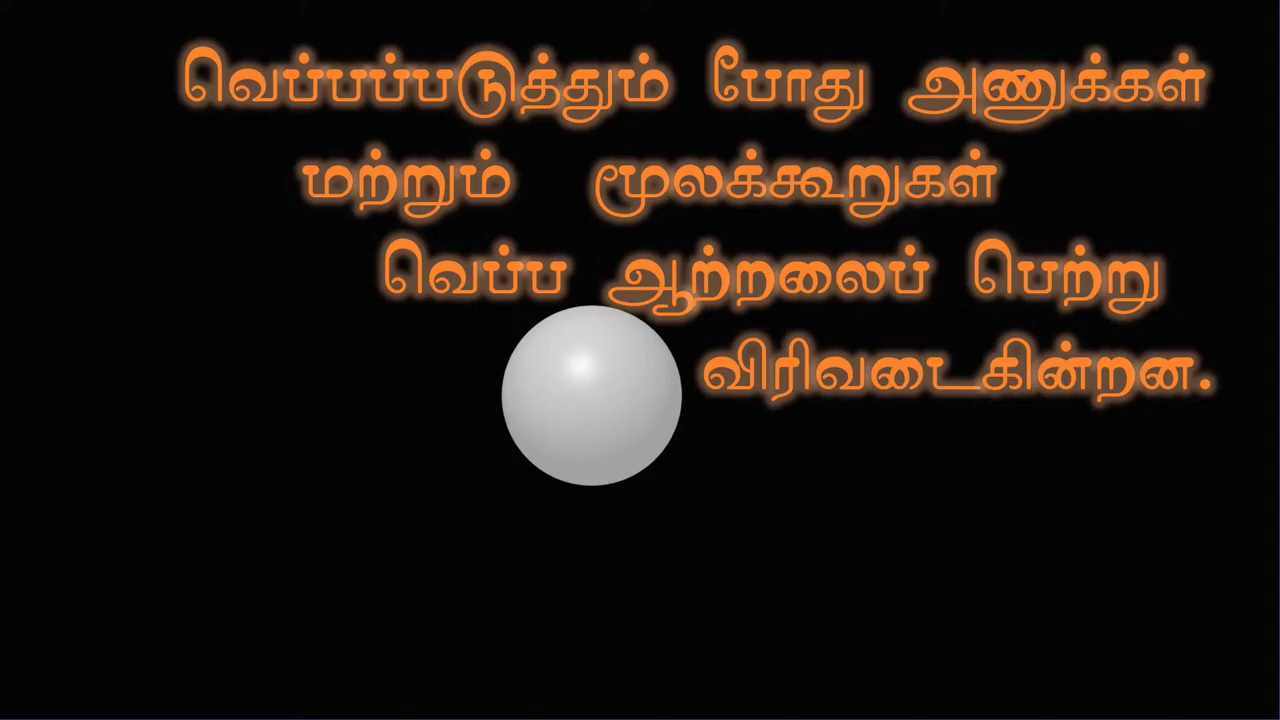 வெப்பப்படுத்தும் போது அணுக்கள்
மற்றும் மூலக்கூறுகள்
வெப்ப ஆற்றலைப் பெற்று
விரிவடைகின்றன.